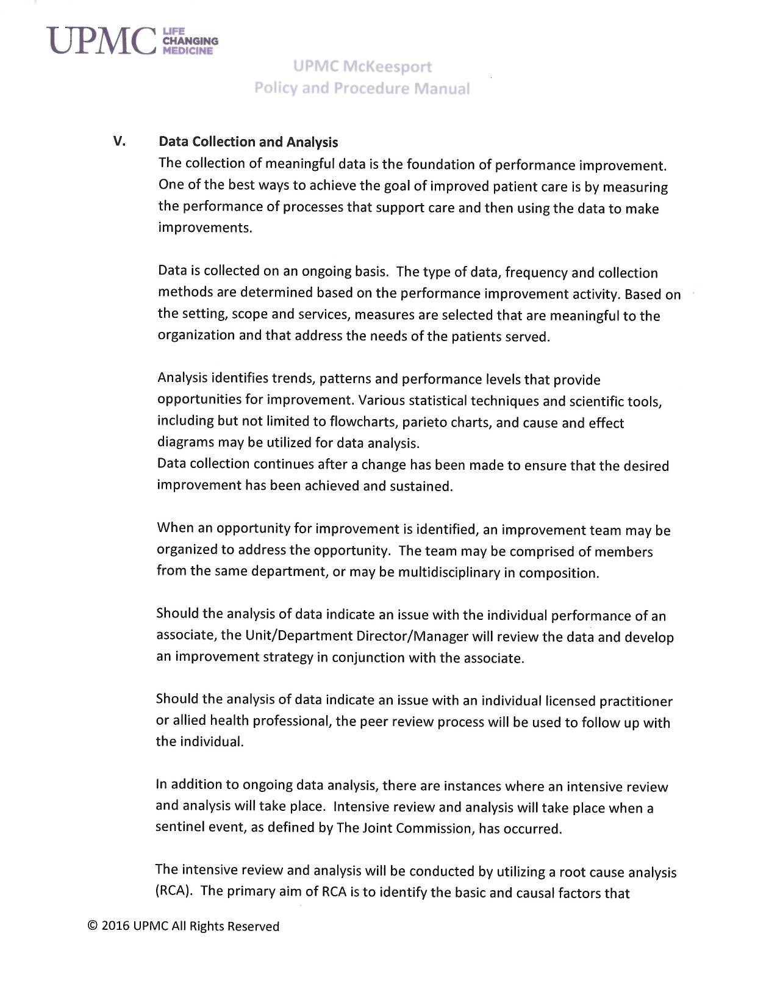 UPMC LIFE
CHANGING
MEDICINE
UPMC McKeesport
Policy and Procedure Manual
V. Data Collection and Analysis
The collection of meaningful data is the foundation of performance improvement.
One of the best ways to achieve the goal of improved patient care is by measuring
the performance of processes that support care and then using the data to make
improvements.
Data is collected on an ongoing basis. The type of data, frequency and collection
methods are determined based on the performance improvement activity. Based on
the setting, scope and services, measures are selected that are meaningful to the
organization and that address the needs of the patients served.
Analysis identifies trends, patterns and performance levels that provide
opportunities for improvement. Various statistical techniques and scientific tools,
including but not limited to flowcharts, parieto charts, and cause and effect
diagrams may be utilized for data analysis.
Data collection continues after a change has been made to ensure that the desired
improvement has been achieved and sustained.
When an opportunity for improvement is identified, an improvement team may be
organized to address the opportunity. The team may be comprised of members
from the same department, or may be multidisciplinary in composition.
Should the analysis of data indicate an issue with the individual performance of an
associate, the Unit/Department Director/Manager will review the data and develop
an improvement strategy in conjunction with the associate.
Should the analysis of data indicate an issue with an individual licensed practitioner
or allied health professional, the peer review process will be used to follow up with
the individual.
In addition to ongoing data analysis, there are instances where an intensive review
and analysis will take place. Intensive review and analysis will take place when a
sentinel event, as defined by The Joint Commission, has occurred.
The intensive review and analysis will be conducted by utilizing a root cause analysis
(RCA). The primary aim of RCA is to identify the basic and causal factors that
© 2016 UPMC All Rights Reserved